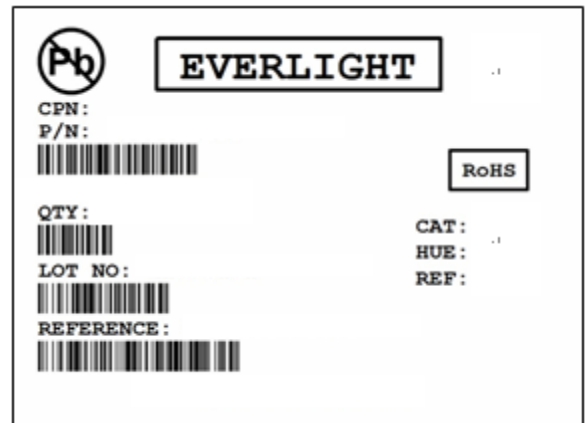 Pb
EVERLIGHT
CPN:
P/N:
RoHS
QTY:
CAT:
HUE:
LOT NO:
REF:
REFERENCE: